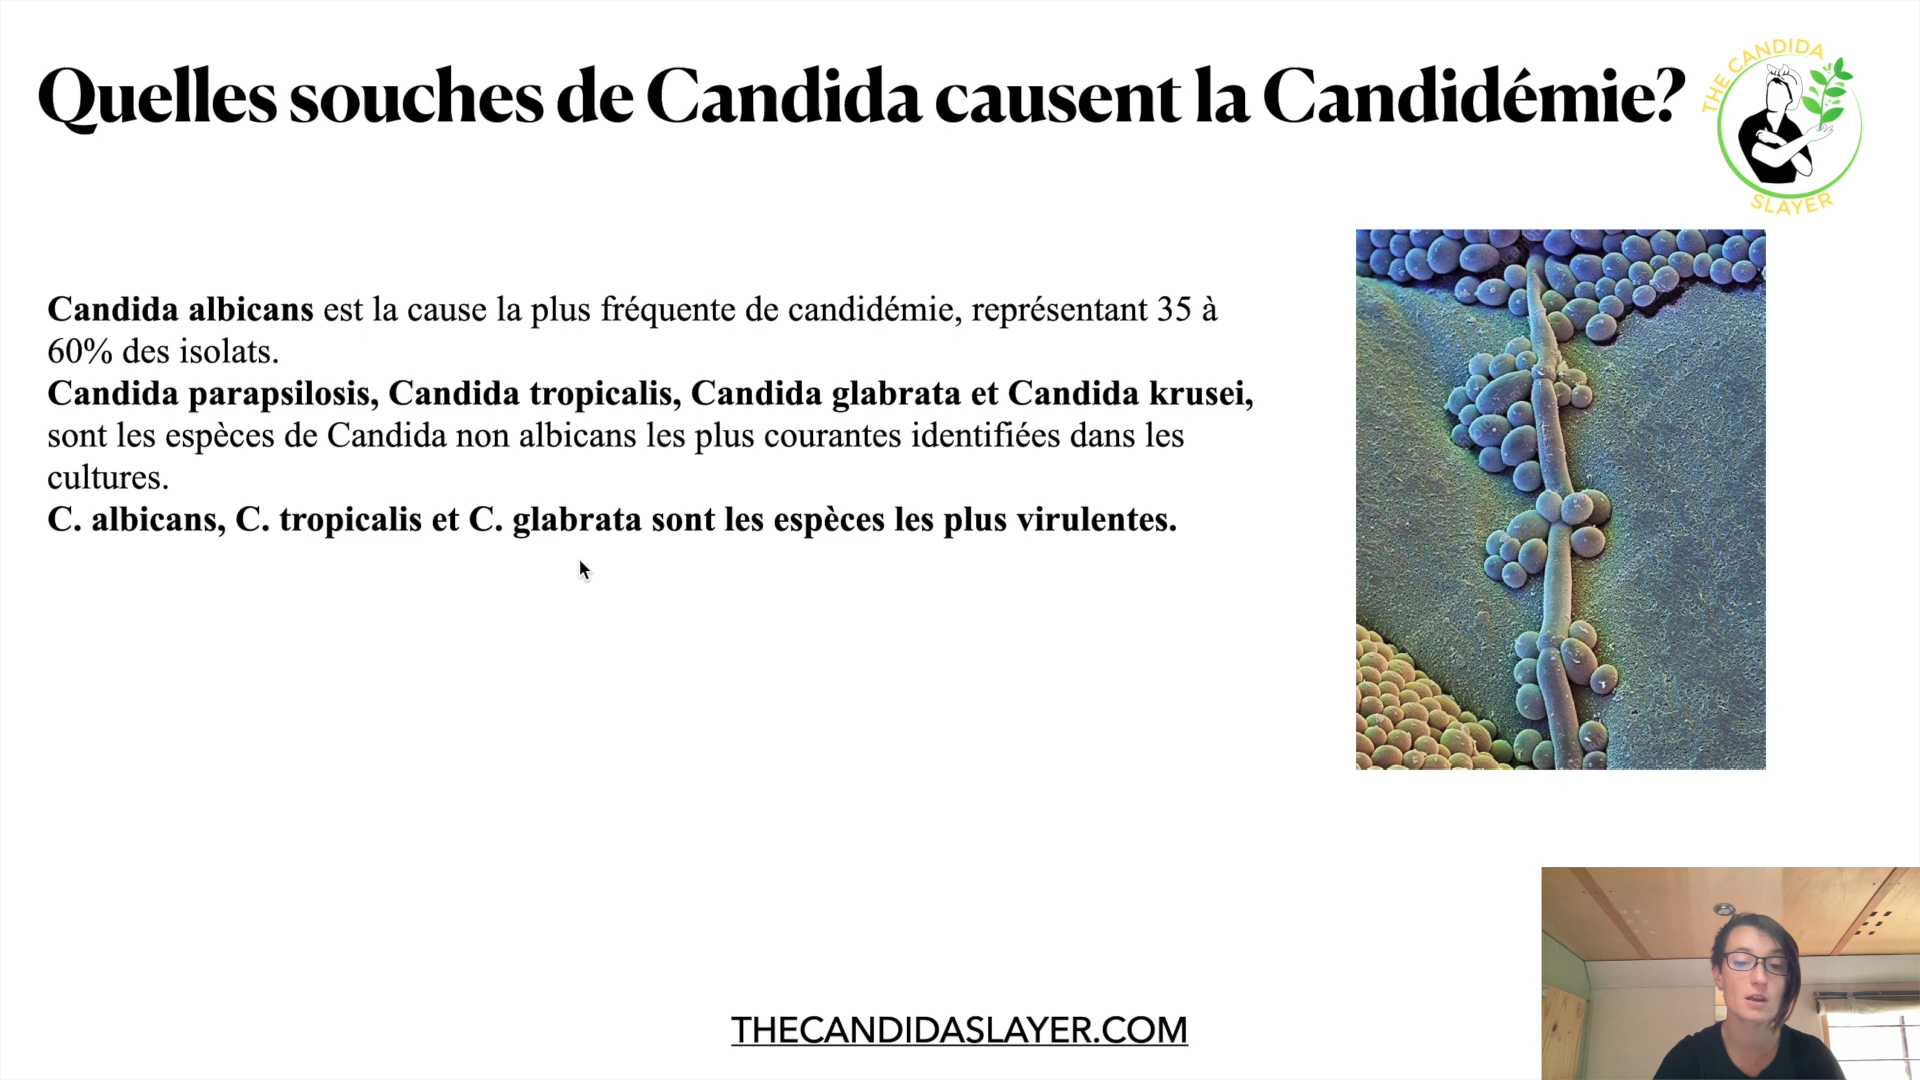 Quelles souches de Candida causent la Candidémie?
THE CANDIDA
SLAYER
Candida albicans est la cause la plus fréquente de candidémie, représentant 35 à
60% des isolats.
Candida parapsilosis, Candida tropicalis, Candida glabrata et Candida krusei,
sont les espèces de Candida non albicans les plus courantes identifiées dans les
cultures.
C. albicans, C. tropicalis et C. glabrata sont les espèces les plus virulentes.
THECANDIDASLAYER.COM